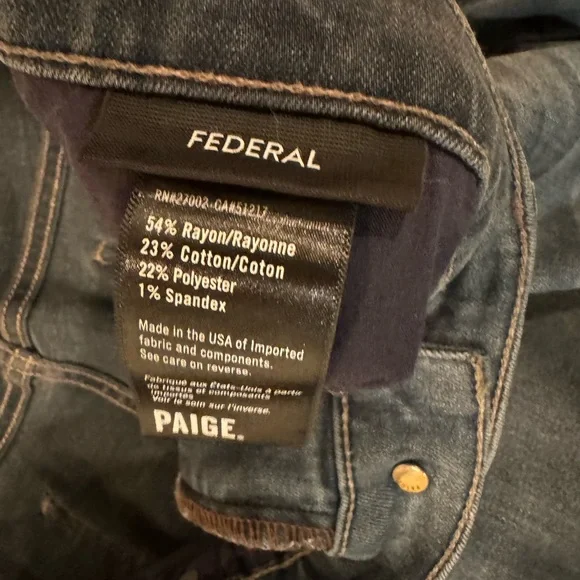 FEDERAL
RN#27002 CA#51217
54% Rayon/Rayonne
23% Cotton/Coton
22% Polyester
1% Spandex
Made in the USA of Imported
fabric and components.
See care on reverse.
Fabriqué aux États-Unis à partir
de tissus et composants
importés
Voir le soin sur l'inverse.
PAIGE.